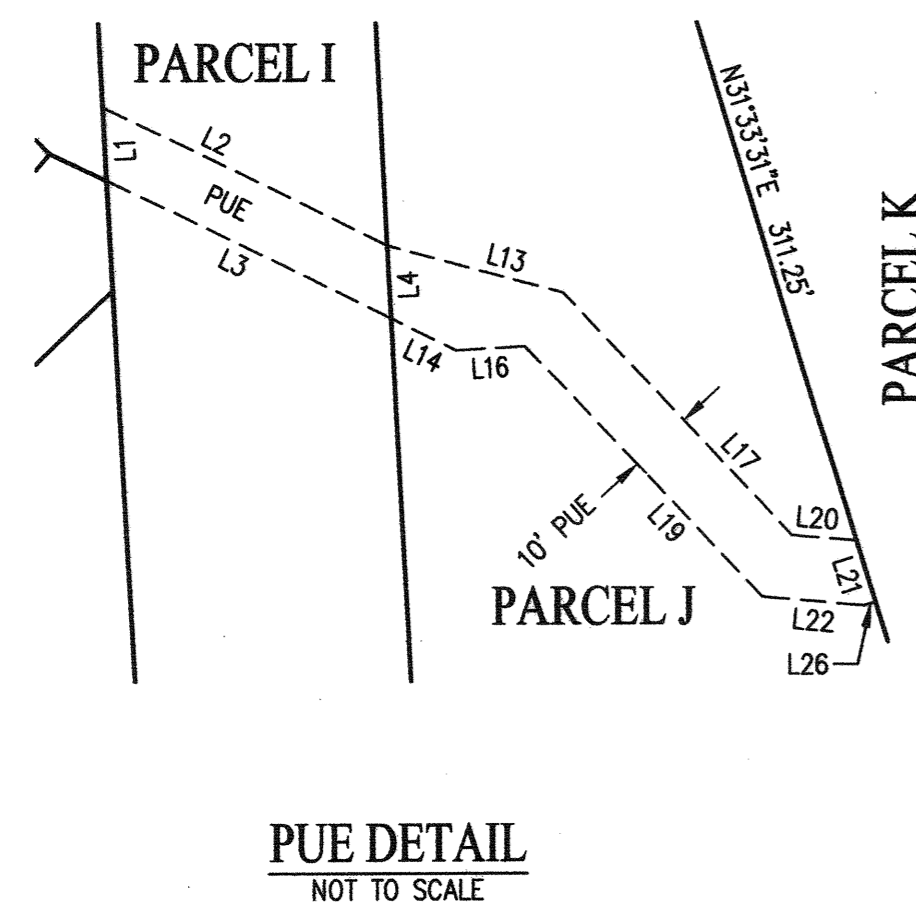 PARCEL I
L1
L2
PUE
L3
L4
L13
L14
L16
N31°33'31"E 311.25'
PARCEL K
L17
10' PUE
L19
L20
L21
L22
L26
PARCEL J
PUE DETAIL
NOT TO SCALE